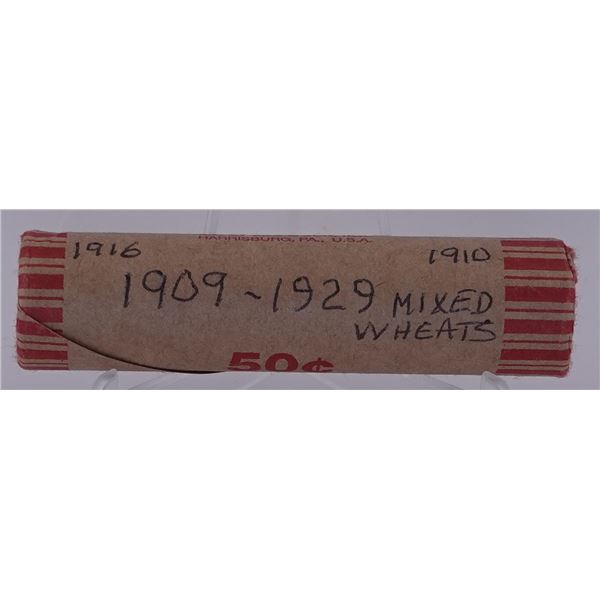 HARRISBURG, PA., U.S.A.
1916 1910
1909 ~ 1929 MIXED
WHEATS
50¢